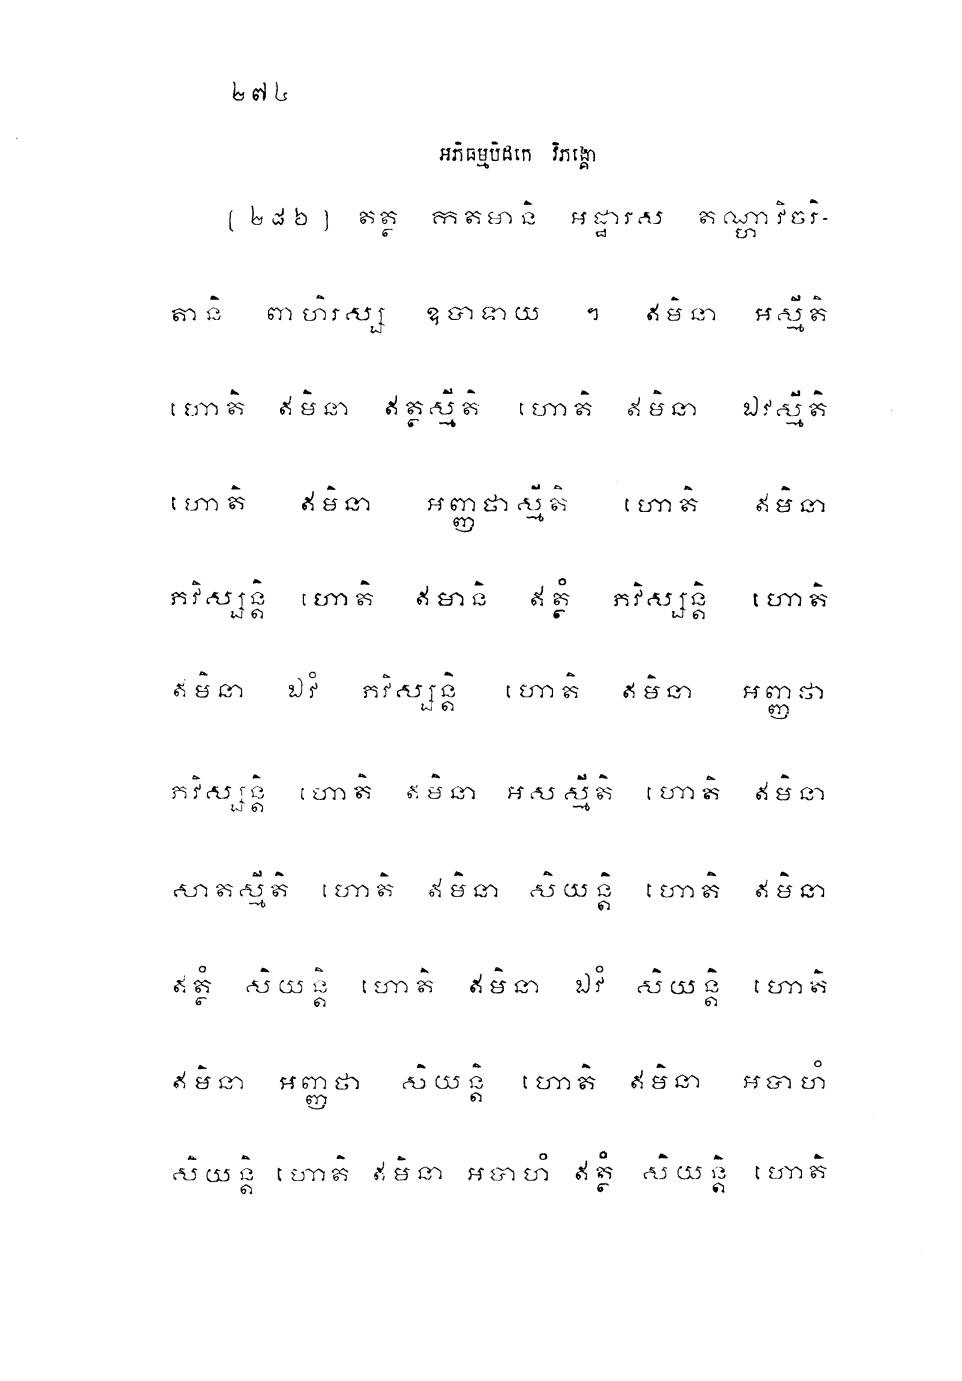 ២៧៤
អភិធម្មបិដកេ វិភង្គោ
[ ២៨៦ ] តត្ថ កតមានិ អដ្ឋារស តណ្ហាវិចរិ-
តានិ ពាហិរស្ស ឧបាទាយ ។ ឥមិនា អស្មីតិ
ហោតិ ឥមិនា ឥត្ថស្មីតិ ហោតិ ឥមិនា ឯវស្មីតិ
ហោតិ ឥមិនា អញ្ញថាស្មីតិ ហោតិ ឥមិនា
ភវិស្សន្តិ ហោតិ ឥមានិ ឥត្ថំ ភវិស្សន្តិ ហោតិ
ឥមិនា ឯវំ ភវិស្សន្តិ ហោតិ ឥមិនា អញ្ញថា
ភវិស្សន្តិ ហោតិ ឥមិនា អសស្មីតិ ហោតិ ឥមិនា
សាតស្មីតិ ហោតិ ឥមិនា សិយន្តិ ហោតិ ឥមិនា
ឥត្ថំ សិយន្តិ ហោតិ ឥមិនា ឯវំ សិយន្តិ ហោតិ
ឥមិនា អញ្ញថា សិយន្តិ ហោតិ ឥមិនា អបាហំ
សិយន្តិ ហោតិ ឥមិនា អបាហំ ឥត្ថំ សិយន្តិ ហោតិ